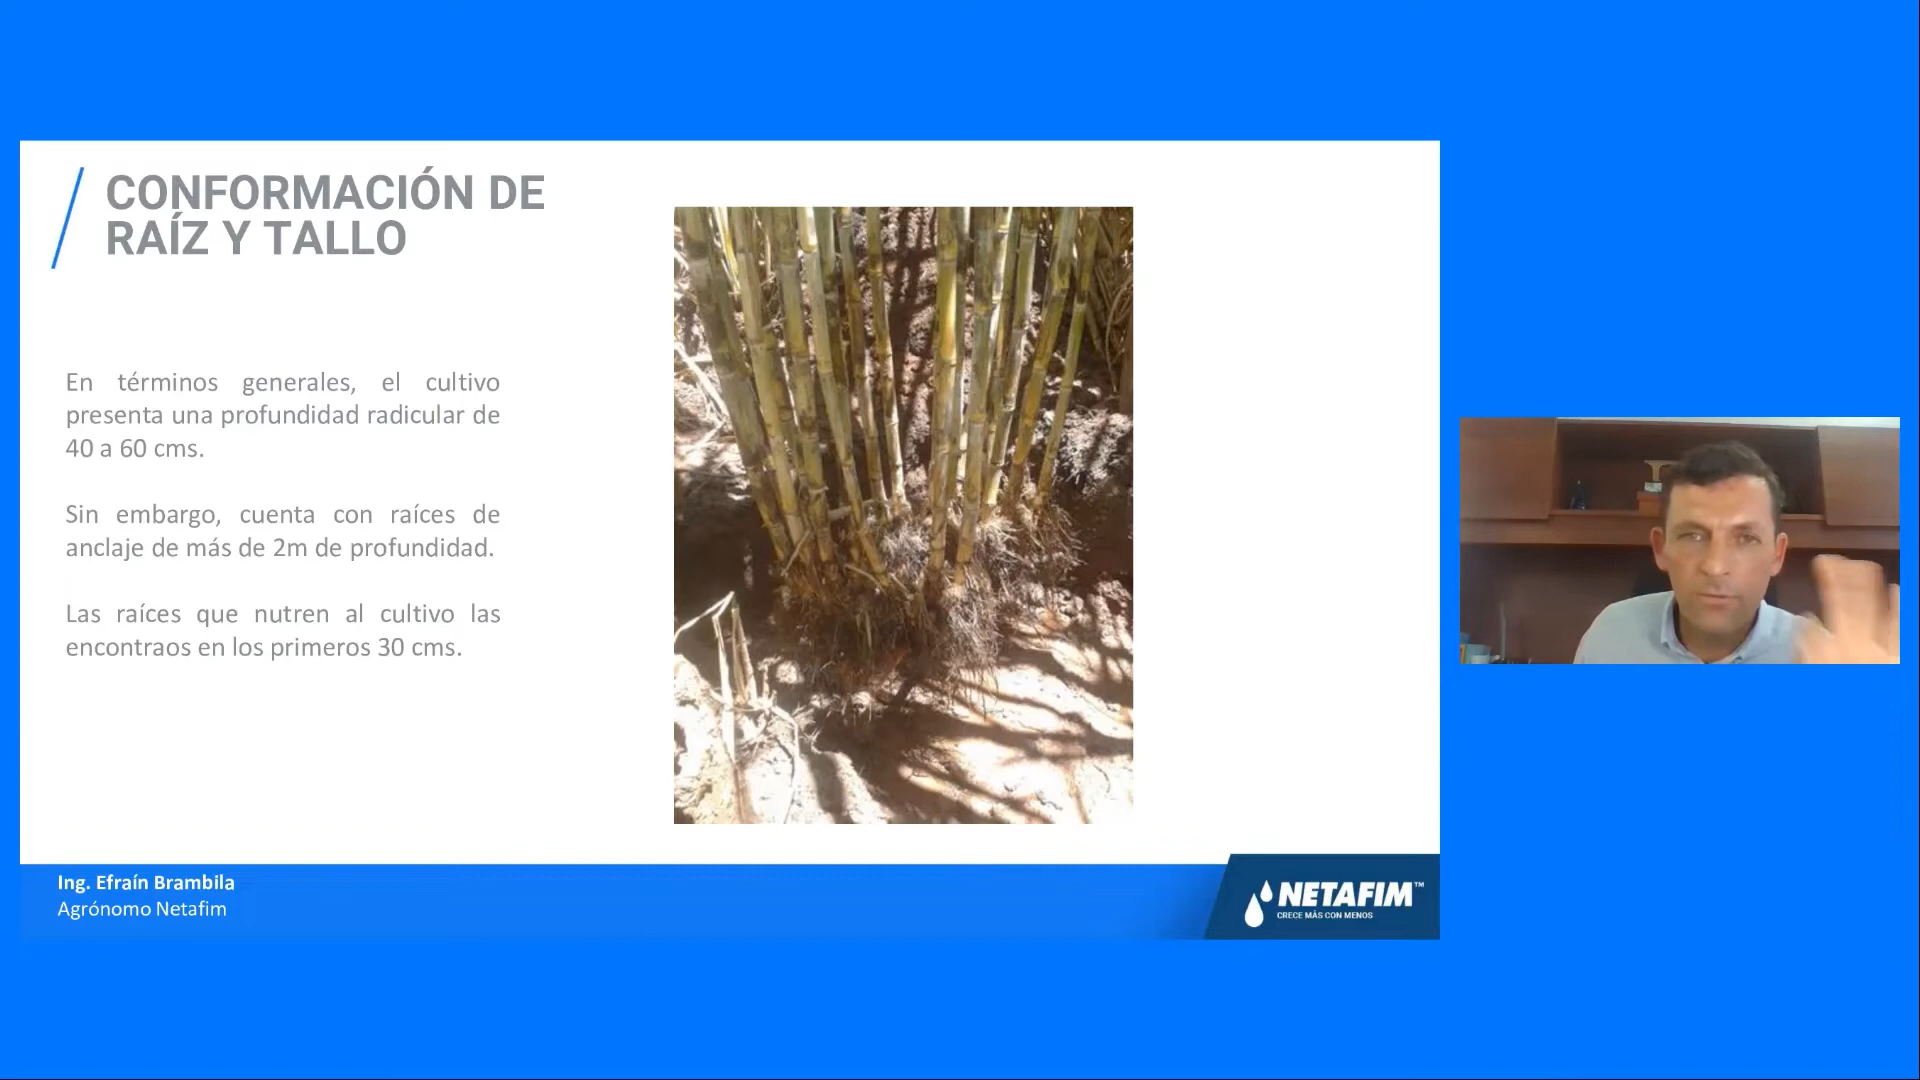 CONFORMACIÓN DE
RAÍZ Y TALLO
En términos generales, el cultivo
presenta una profundidad radicular de
40 a 60 cms.
Sin embargo, cuenta con raíces de
anclaje de más de 2m de profundidad.
Las raíces que nutren al cultivo las
encontraos en los primeros 30 cms.
Ing. Efraín Brambila
Agrónomo Netafim
NETAFIM™
CRECE MÁS CON MENOS